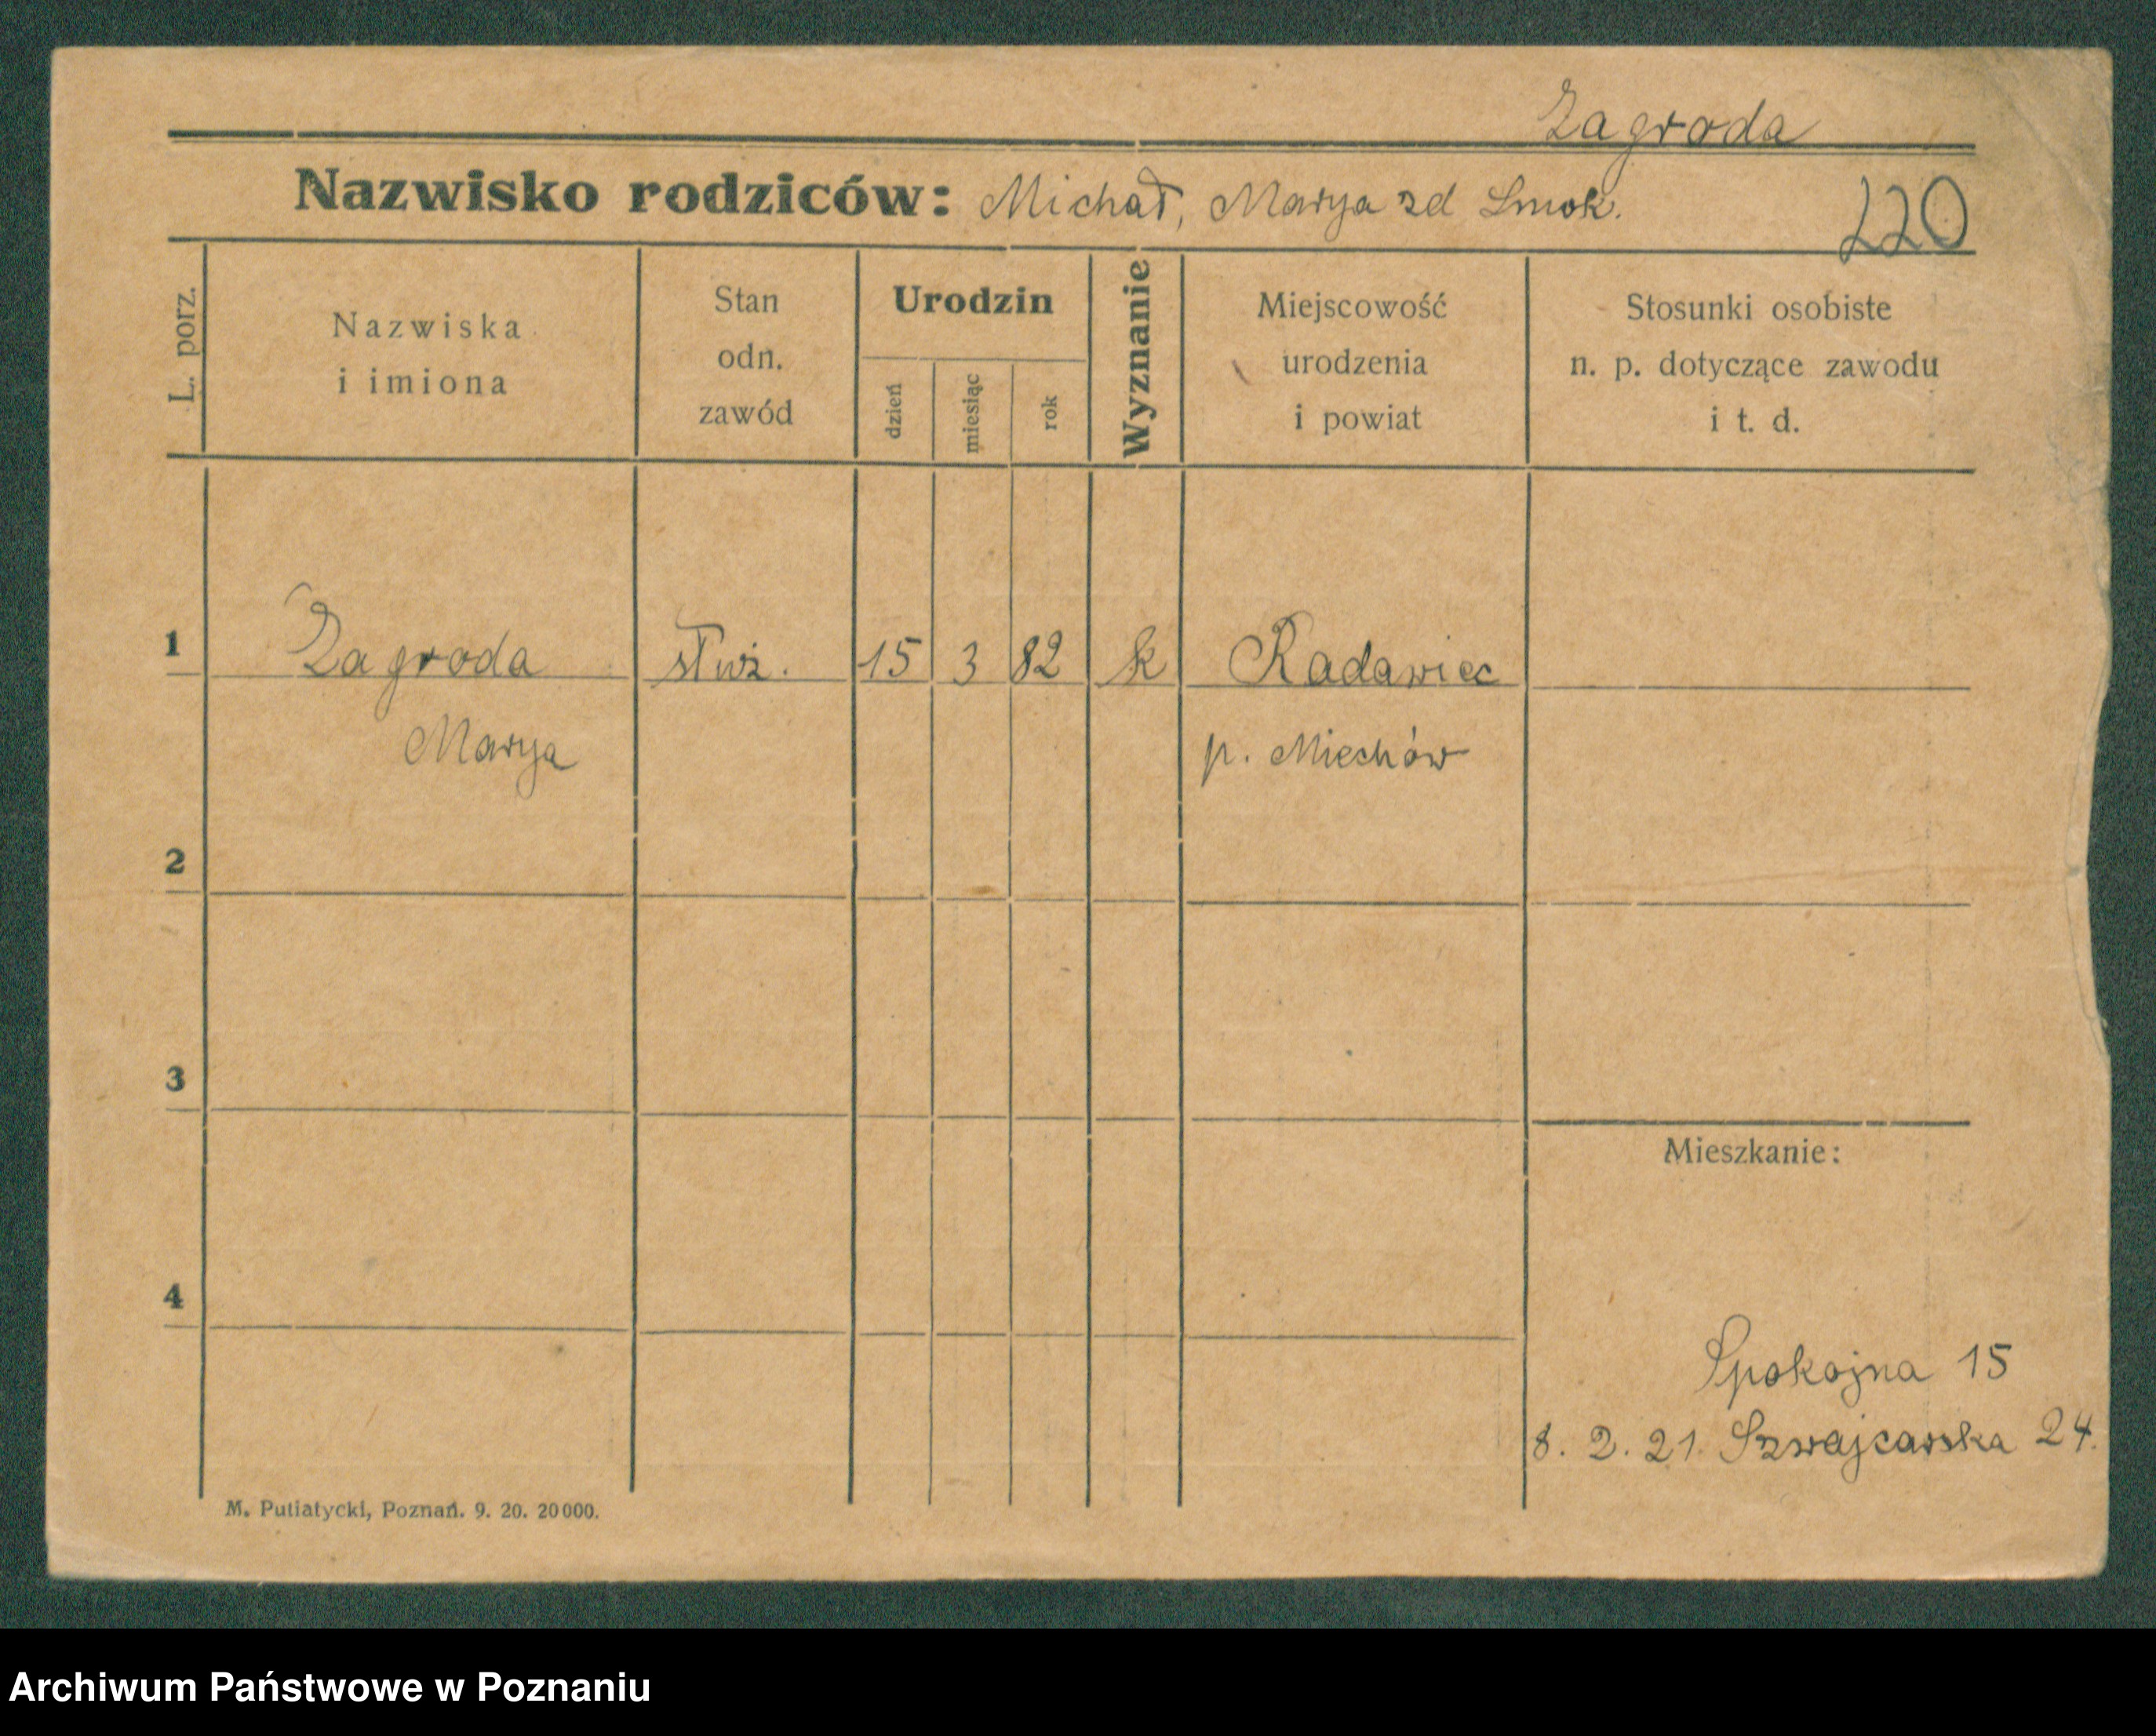 Zagroda
Nazwisko rodziców: Michał, Marya zd Smok.
220
L. porz.
Nazwiska
i imiona
Stan
odn.
zawód
Urodzin
dzień
miesiąc
rok
Wyznanie
Miejscowość
urodzenia
i powiat
Stosunki osobiste
n. p. dotyczące zawodu
i t. d.
1 Zagroda służ. 15 3 82 k Radawiec
Marya p. Miechów
2
3
Mieszkanie:
4
Spokojna 15
8. 2. 21. Szwajcarska 24.
M. Putiatycki, Poznań. 9. 20. 20000.
Archiwum Państwowe w Poznaniu